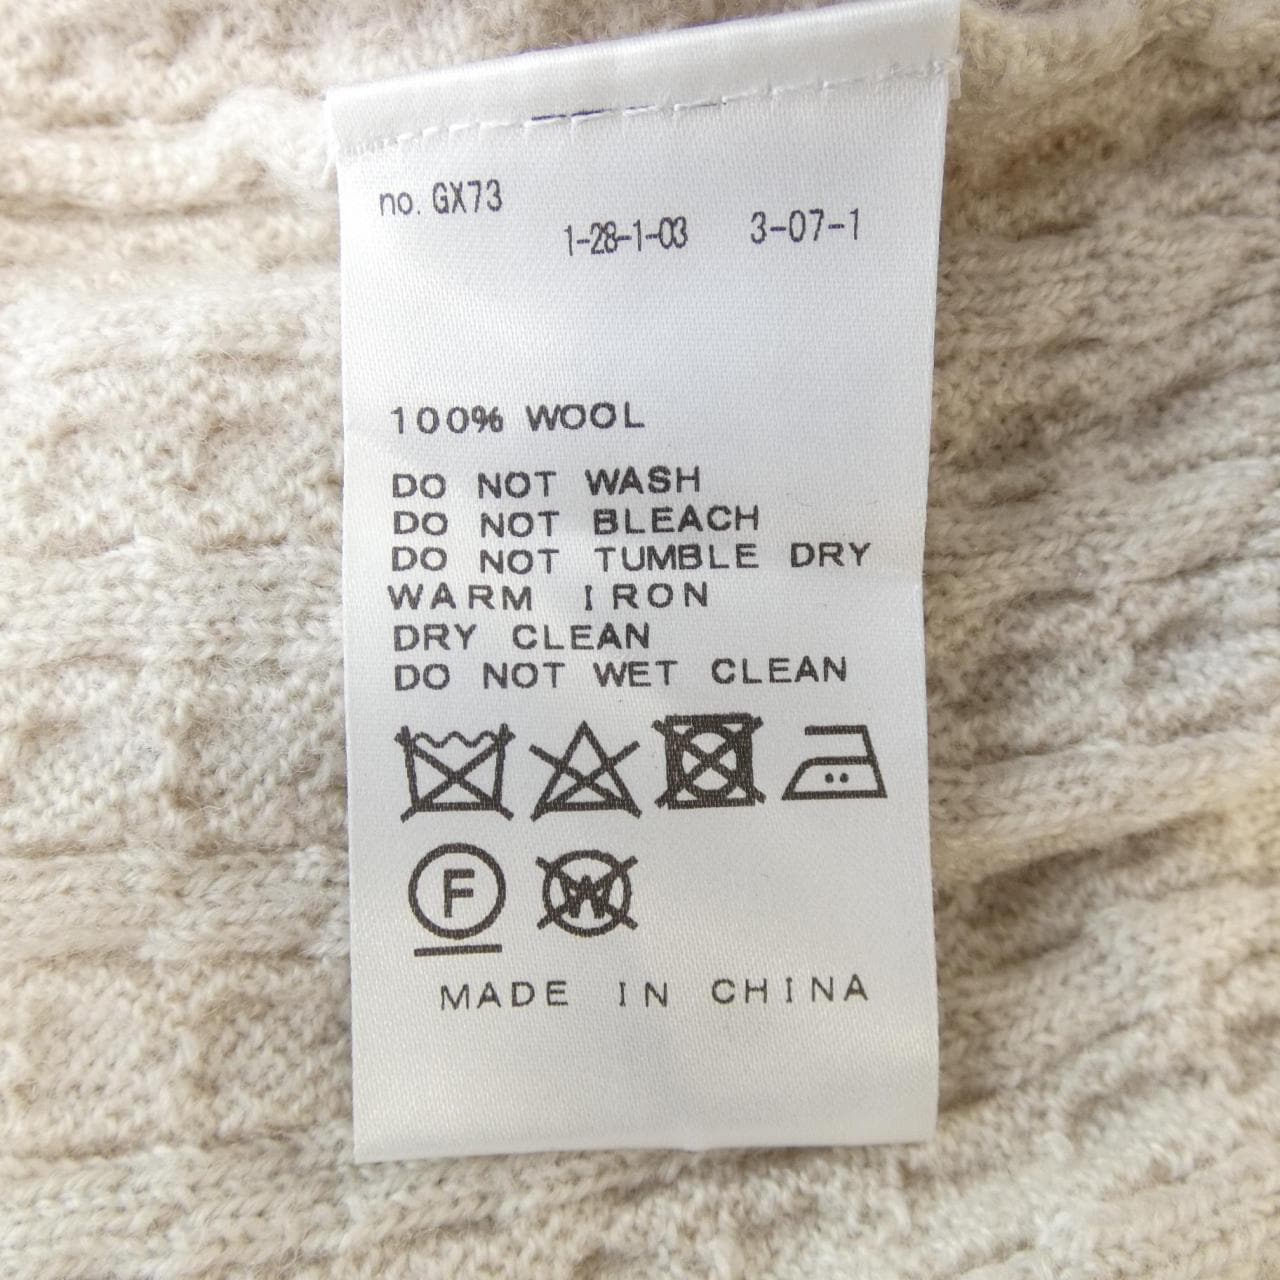 no. GX73
1-28-1-03 3-07-1
100% WOOL
DO NOT WASH
DO NOT BLEACH
DO NOT TUMBLE DRY
WARM IRON
DRY CLEAN
DO NOT WET CLEAN
F W
MADE IN CHINA